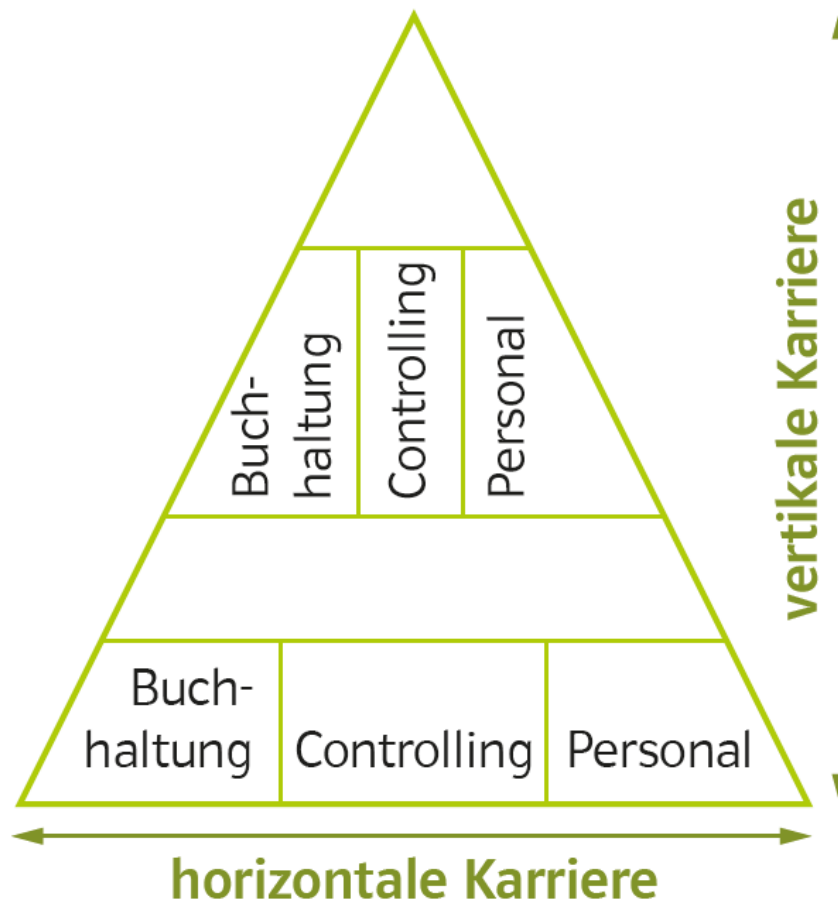 Buch-
haltung
Controlling
Personal
vertikale Karriere
Buch-
haltung
Controlling
Personal
horizontale Karriere